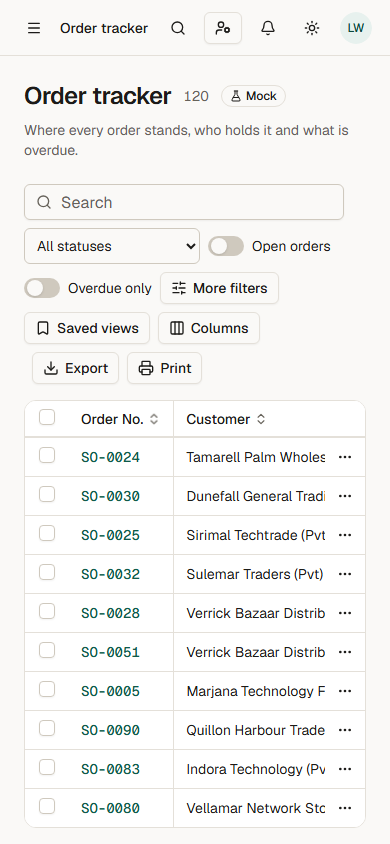 Order tracker
LW
Order tracker 120 Mock
Where every order stands, who holds it and what is
overdue.
Search
All statuses Open orders
Overdue only More filters
Saved views Columns
Export Print
Order No. Customer
SO-0024 Tamarell Palm Wholes
SO-0030 Dunefall General Tradi
SO-0025 Sirimal Techtrade (Pvt
SO-0032 Sulemar Traders (Pvt)
SO-0028 Verrick Bazaar Distrib
SO-0051 Verrick Bazaar Distrib
SO-0005 Marjana Technology F
SO-0090 Quillon Harbour Trade
SO-0083 Indora Technology (Pv
SO-0080 Vellamar Network Sto